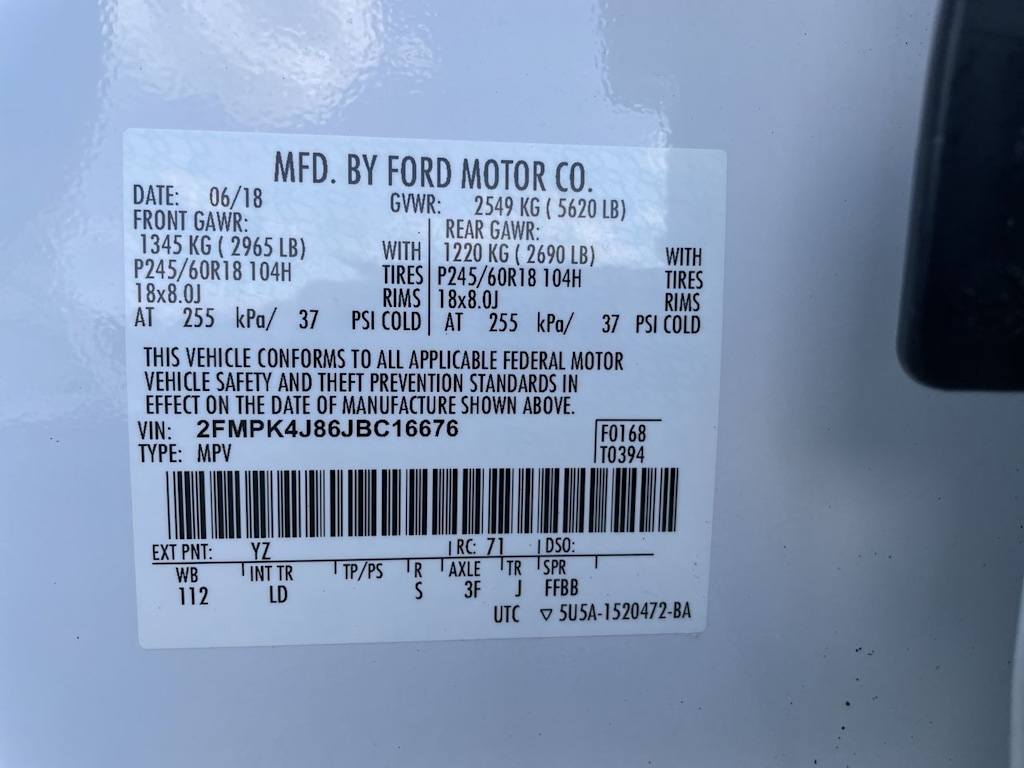 MFD. BY FORD MOTOR CO.
DATE: 06/18 GVWR: 2549 KG ( 5620 LB)
FRONT GAWR: REAR GAWR:
1345 KG ( 2965 LB) WITH 1220 KG ( 2690 LB) WITH
P245/60R18 104H TIRES P245/60R18 104H TIRES
18x8.0J RIMS 18x8.0J RIMS
AT 255 kPa/ 37 PSI COLD AT 255 kPa/ 37 PSI COLD
THIS VEHICLE CONFORMS TO ALL APPLICABLE FEDERAL MOTOR
VEHICLE SAFETY AND THEFT PREVENTION STANDARDS IN
EFFECT ON THE DATE OF MANUFACTURE SHOWN ABOVE.
VIN: 2FMPK4J86JBC16676 F0168
TYPE: MPV T0394
EXT PNT: YZ RC: 71 DSO:
WB INT TR TP/PS R AXLE TR SPR
112 LD S 3F J FFBB
UTC ▽ 5U5A-1520472-BA